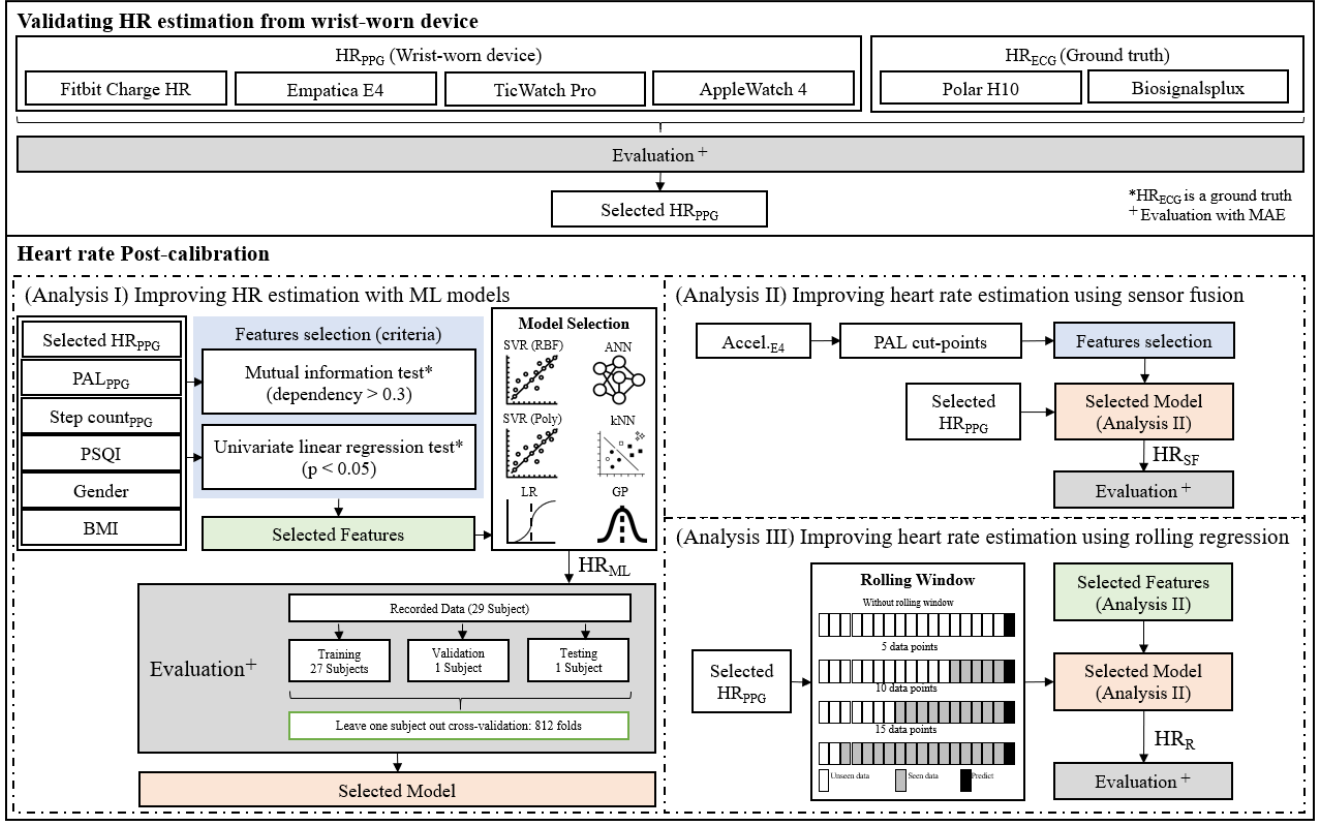 Validating HR estimation from wrist-worn device
HRPPG (Wrist-worn device)
Fitbit Charge HR
Empatica E4
TicWatch Pro
AppleWatch 4
HRECG (Ground truth)
Polar H10
Biosignalsplux
Evaluation +
Selected HRPPG
*HRECG is a ground truth
+ Evaluation with MAE
Heart rate Post-calibration
(Analysis I) Improving HR estimation with ML models
Selected HRPPG
PALPPG
Step countPPG
PSQI
Gender
BMI
Features selection (criteria)
Mutual information test*
(dependency > 0.3)
Univariate linear regression test*
(p < 0.05)
Selected Features
Model Selection
SVR (RBF)
ANN
SVR (Poly)
kNN
LR
GP
HRML
Evaluation+
Recorded Data (29 Subject)
Training
27 Subjects
Validation
1 Subject
Testing
1 Subject
Leave one subject out cross-validation: 812 folds
Selected Model
(Analysis II) Improving heart rate estimation using sensor fusion
Accel.E4
PAL cut-points
Features selection
Selected
HRPPG
Selected Model
(Analysis II)
HRSF
Evaluation +
(Analysis III) Improving heart rate estimation using rolling regression
Selected
HRPPG
Rolling Window
Without rolling window
5 data points
10 data points
15 data points
Unseen data
Seen data
Predict
Selected Features
(Analysis II)
Selected Model
(Analysis II)
HRR
Evaluation +